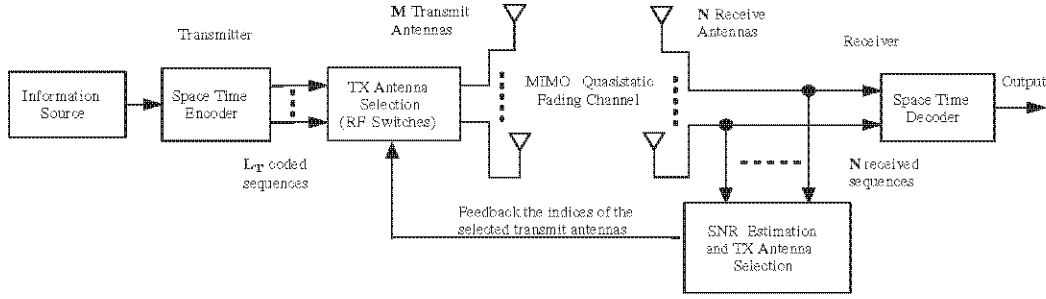 M Transmit
Antennas
N Receive
Antennas
Transmitter
Receiver
Information
Source
Space Time
Encoder
TX Antenna
Selection
(RF Switches)
MIMO Quasistatic
Fading Channel
Space Time
Decoder
Output
LT coded
sequences
N received
sequences
Feedback the indices of the
selected transmit antennas
SNR Estimation
and TX Antenna
Selection